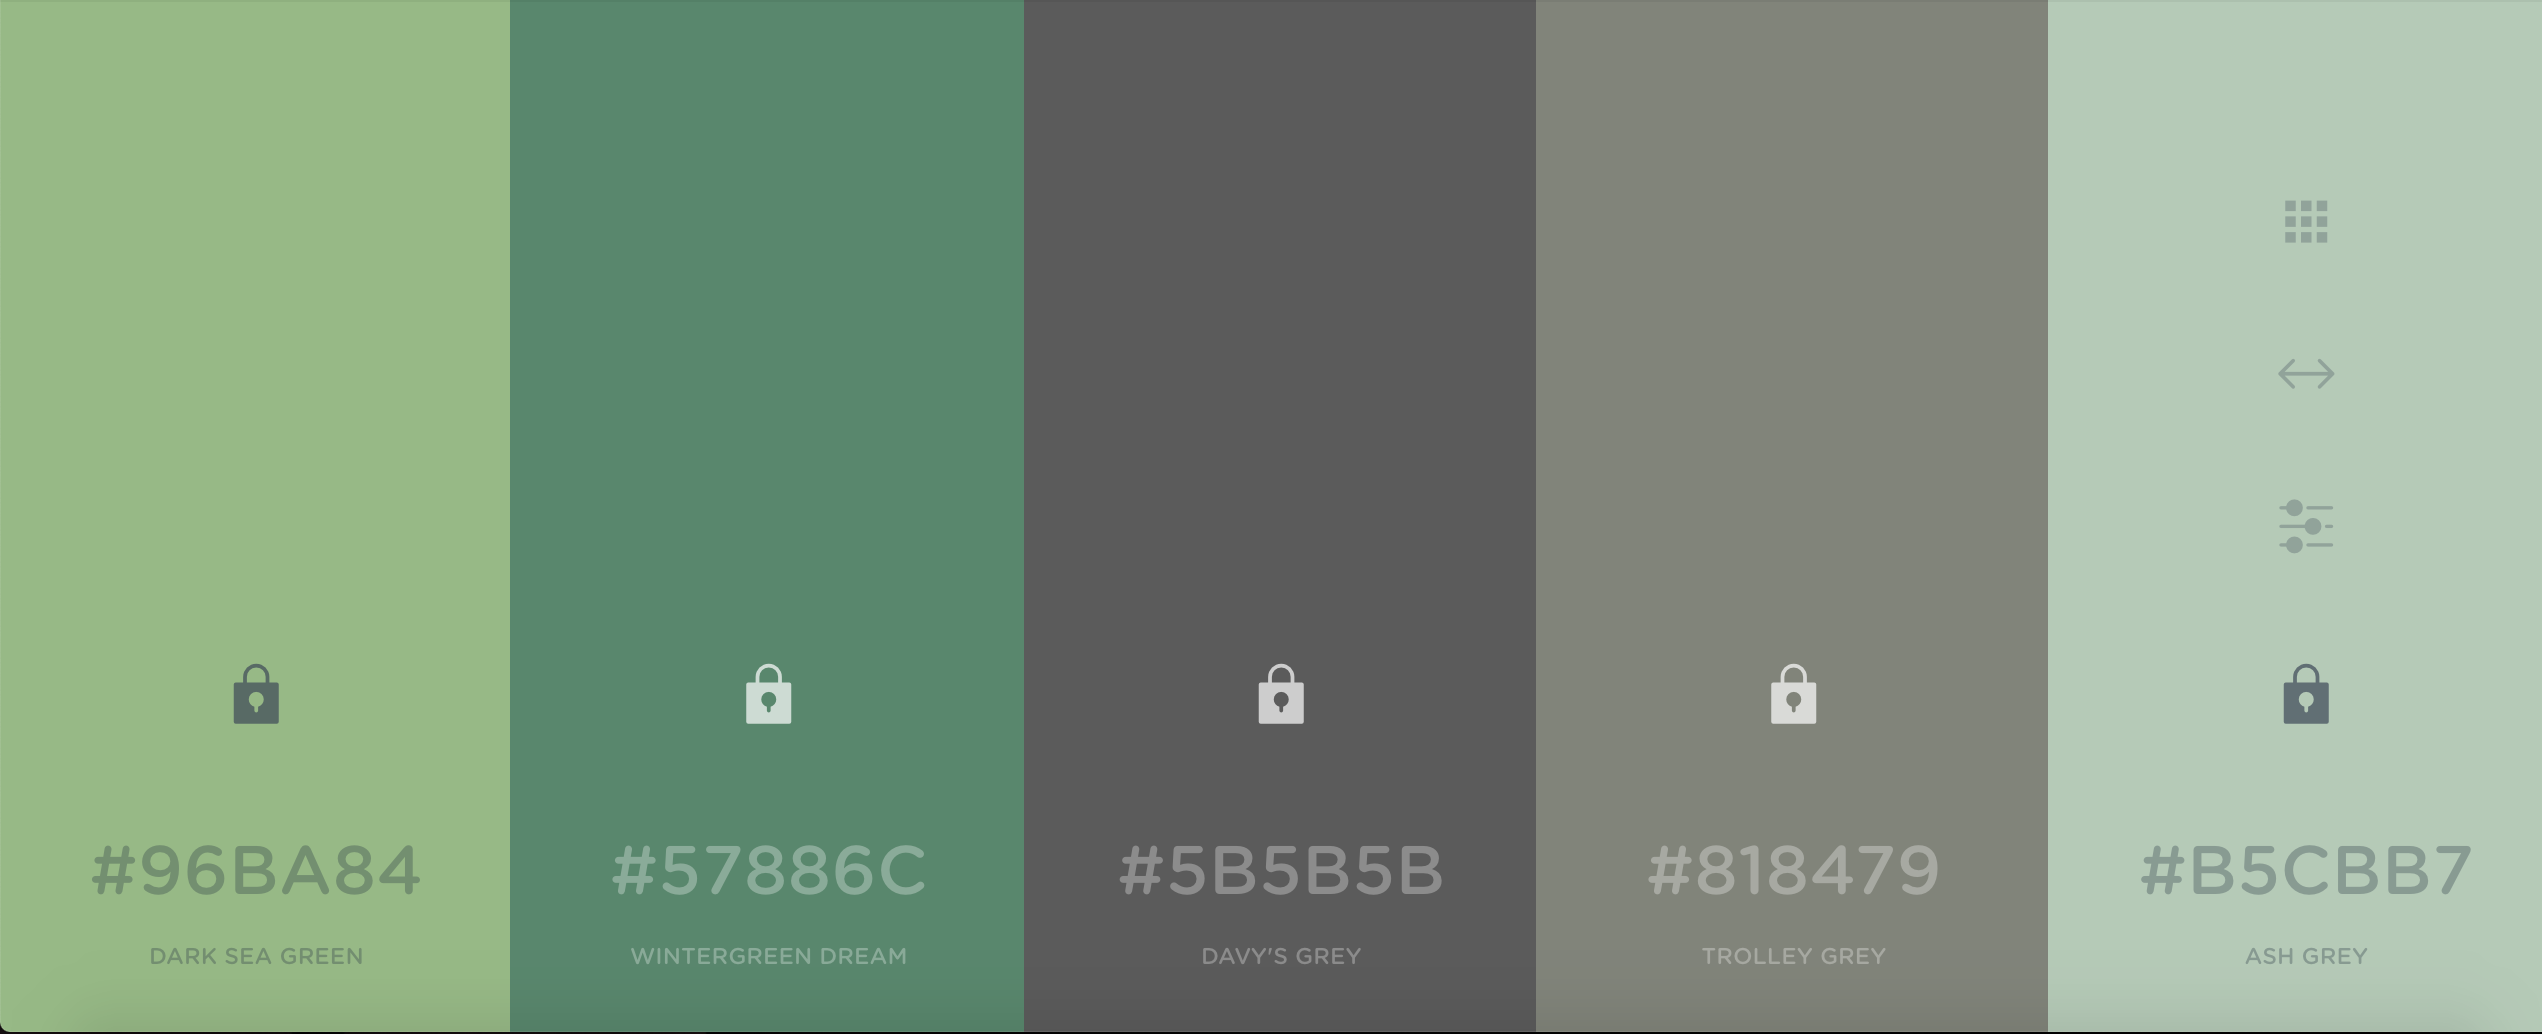 #96BA84
DARK SEA GREEN
#57886C
WINTERGREEN DREAM
#5B5B5B
DAVY'S GREY
#818479
TROLLEY GREY
#B5CBB7
ASH GREY